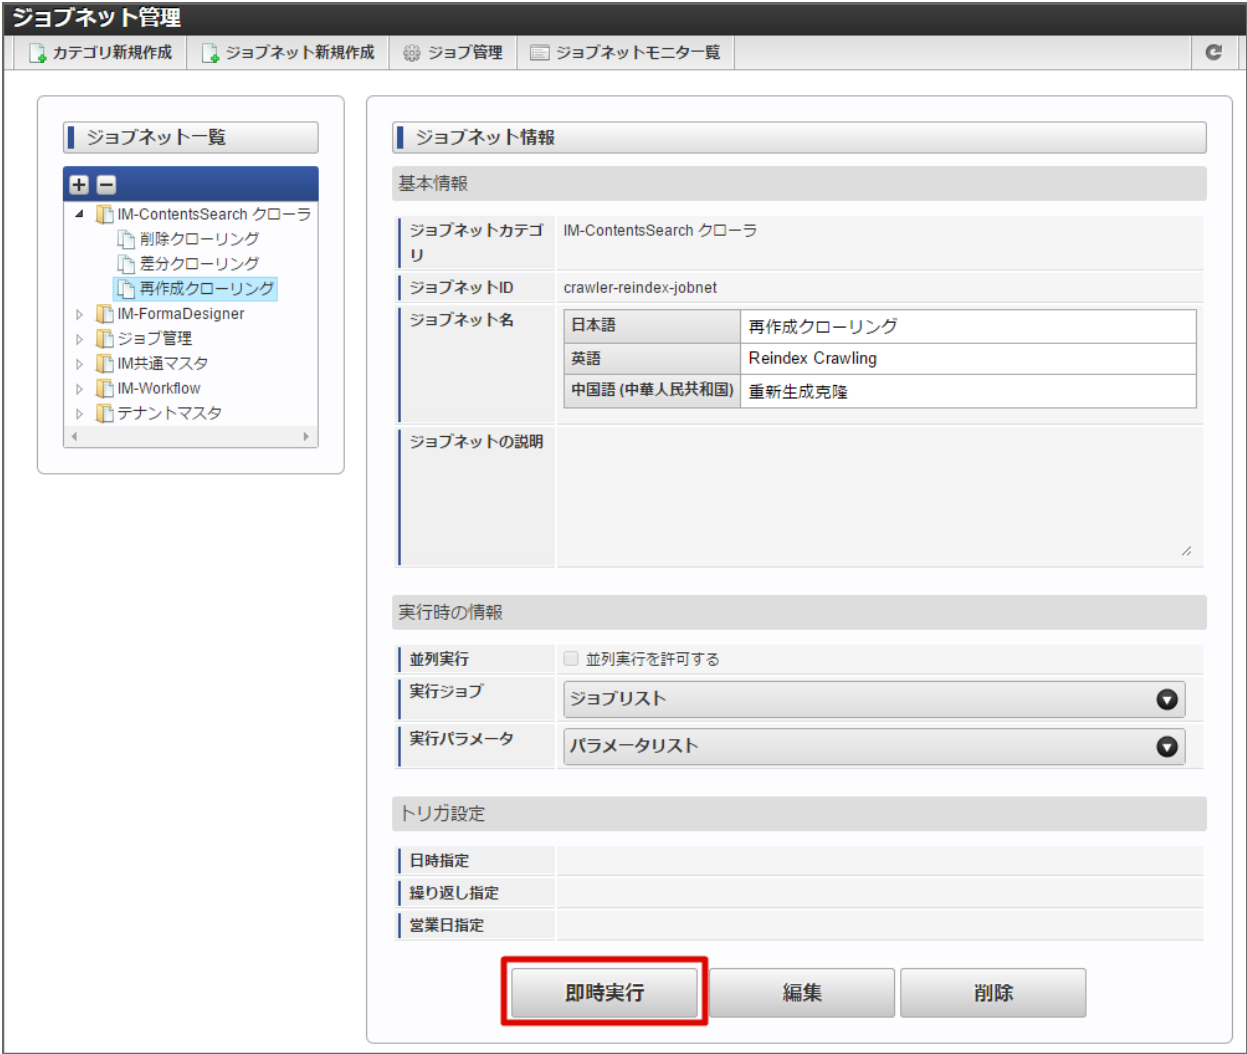 ジョブネット管理
カテゴリ新規作成 ジョブネット新規作成 ジョブ管理 ジョブネットモニター覧
ジョブネット一覧
IM-ContentsSearch クローラ
削除クローリング
差分クローリング
再作成クローリング
IM-FormaDesigner
ジョブ管理
IM共通マスタ
IM-Workflow
テナントマスタ
ジョブネット情報
基本情報
ジョブネットカテゴ
リ
IM-ContentsSearch クローラ
ジョブネットID crawler-reindex-jobnet
ジョブネット名
日本語 再作成クローリング
英語 Reindex Crawling
中国語 (中華人民共和国) 重新生成克隆
ジョブネットの説明
実行時の情報
並列実行 並列実行を許可する
実行ジョブ ジョブリスト
実行パラメータ パラメータリスト
トリガ設定
日時指定
繰り返し指定
営業日指定
即時実行 編集 削除